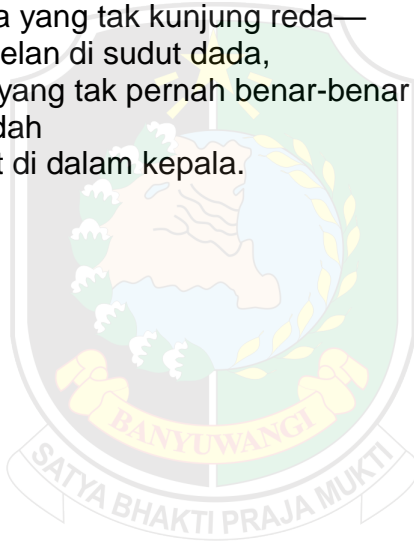 a yang tak kunjung reda—
elan di sudut dada,
yang tak pernah benar-benar
dah
t di dalam kepala.
BANYUWANGI
SATYA BHAKTI PRAJA MUKTI